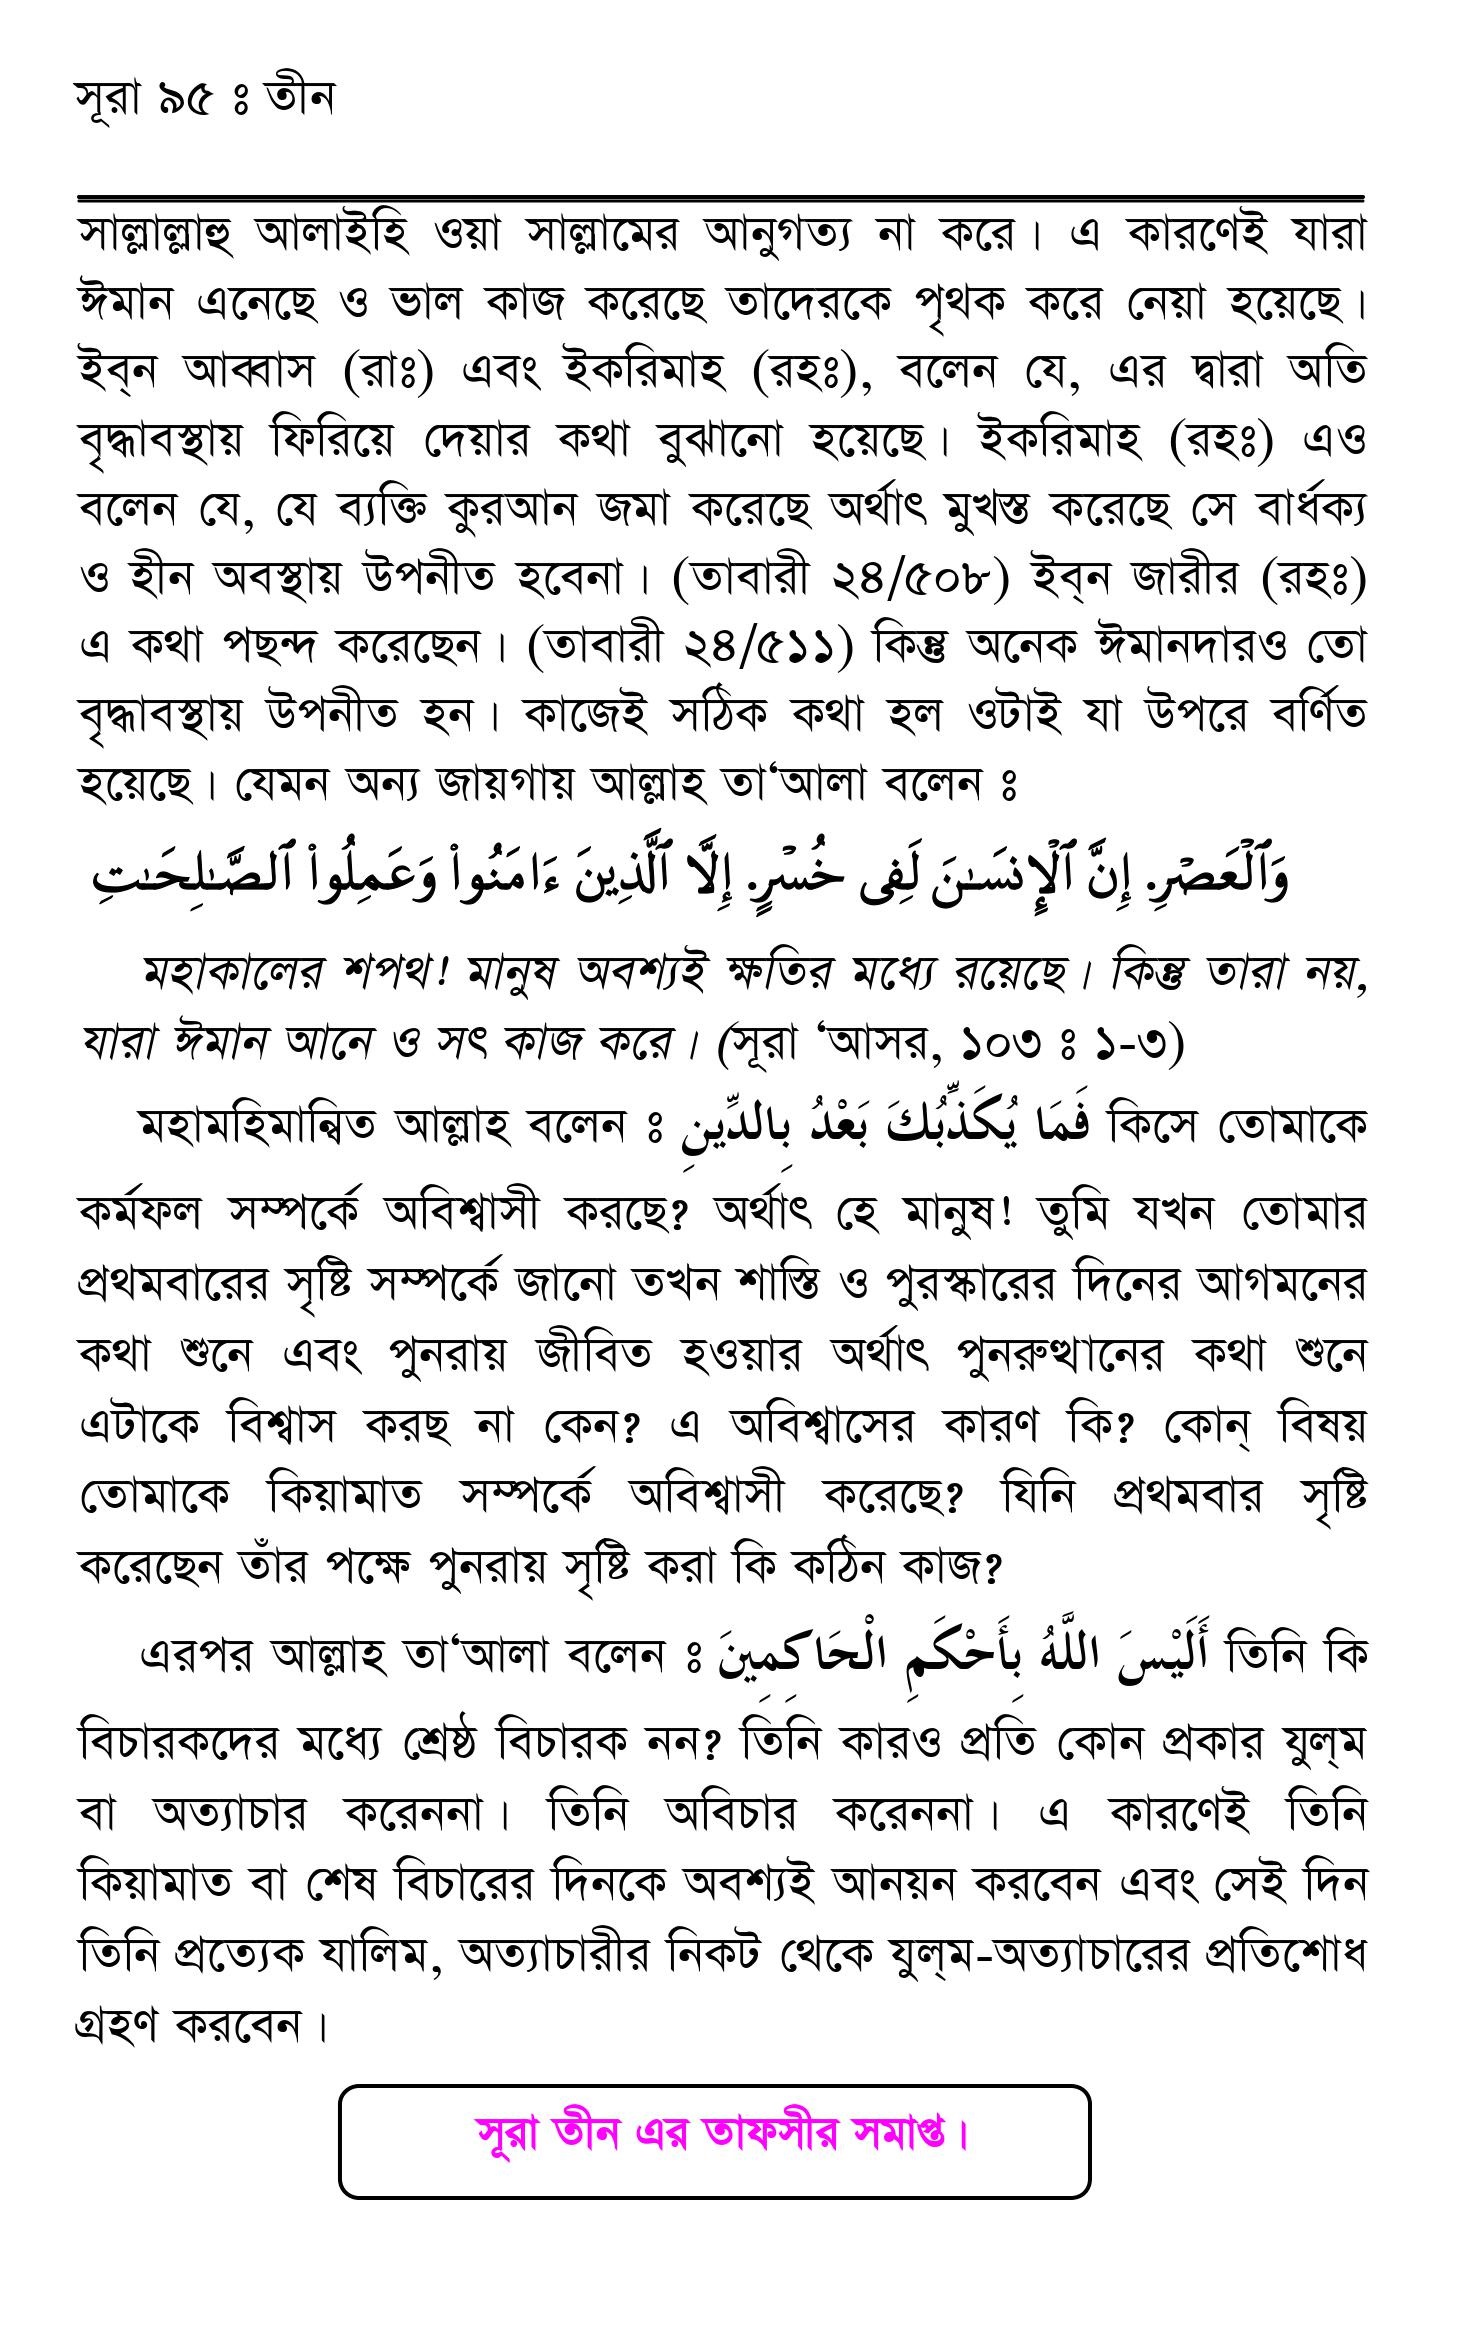 সূরা ৯৫ ঃ তীন
সাল্লাল্লাহু আলাইহি ওয়া সাল্লামের আনুগত্য না করে। এ কারণেই যারা
ঈমান এনেছে ও ভাল কাজ করেছে তাদেরকে পৃথক করে নেয়া হয়েছে।
ইব্‌ন আব্বাস (রাঃ) এবং ইকরিমাহ (রহঃ), বলেন যে, এর দ্বারা অতি
বৃদ্ধাবস্থায় ফিরিয়ে দেয়ার কথা বুঝানো হয়েছে। ইকরিমাহ (রহঃ) এও
বলেন যে, যে ব্যক্তি কুরআন জমা করেছে অর্থাৎ মুখস্ত করেছে সে বার্ধক্য
ও হীন অবস্থায় উপনীত হবেনা। (তাবারী ২৪/৫০৮) ইব্‌ন জারীর (রহঃ)
এ কথা পছন্দ করেছেন। (তাবারী ২৪/৫১১) কিন্তু অনেক ঈমানদারও তো
বৃদ্ধাবস্থায় উপনীত হন। কাজেই সঠিক কথা হল ওটাই যা উপরে বর্ণিত
হয়েছে। যেমন অন্য জায়গায় আল্লাহ তা‘আলা বলেন ঃ
وَٱلْعَصْرِ. إِنَّ ٱلْإِنسَـٰنَ لَفِى خُسْرٍ. إِلَّا ٱلَّذِينَ ءَامَنُوا۟ وَعَمِلُوا۟ ٱلصَّـٰلِحَـٰتِ
মহাকালের শপথ! মানুষ অবশ্যই ক্ষতির মধ্যে রয়েছে। কিন্তু তারা নয়,
যারা ঈমান আনে ও সৎ কাজ করে। (সূরা ‘আসর, ১০৩ ঃ ১-৩)
মহামহিমান্বিত আল্লাহ বলেন ঃ فَمَا يُكَذِّبُكَ بَعْدُ بِالدِّينِ কিসে তোমাকে
কর্মফল সম্পর্কে অবিশ্বাসী করছে? অর্থাৎ হে মানুষ! তুমি যখন তোমার
প্রথমবারের সৃষ্টি সম্পর্কে জানো তখন শাস্তি ও পুরস্কারের দিনের আগমনের
কথা শুনে এবং পুনরায় জীবিত হওয়ার অর্থাৎ পুনরুত্থানের কথা শুনে
এটাকে বিশ্বাস করছ না কেন? এ অবিশ্বাসের কারণ কি? কোন্ বিষয়
তোমাকে কিয়ামাত সম্পর্কে অবিশ্বাসী করেছে? যিনি প্রথমবার সৃষ্টি
করেছেন তাঁর পক্ষে পুনরায় সৃষ্টি করা কি কঠিন কাজ?
এরপর আল্লাহ তা‘আলা বলেন ঃ أَلَيْسَ اللَّهُ بِأَحْكَمِ الْحَاكِمِينَ তিনি কি
বিচারকদের মধ্যে শ্রেষ্ঠ বিচারক নন? তিনি কারও প্রতি কোন প্রকার যুল্‌ম
বা অত্যাচার করেননা। তিনি অবিচার করেননা। এ কারণেই তিনি
কিয়ামাত বা শেষ বিচারের দিনকে অবশ্যই আনয়ন করবেন এবং সেই দিন
তিনি প্রত্যেক যালিম, অত্যাচারীর নিকট থেকে যুল্‌ম-অত্যাচারের প্রতিশোধ
গ্রহণ করবেন।
সূরা তীন এর তাফসীর সমাপ্ত।